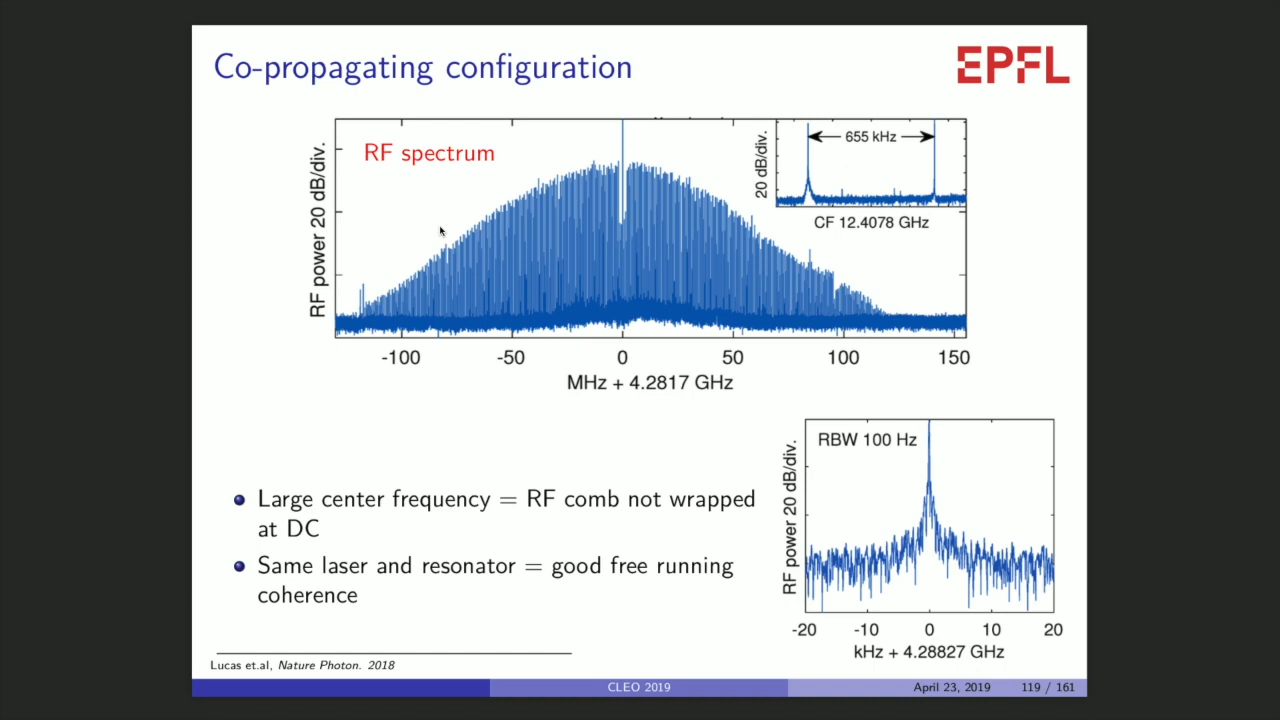 Co-propagating configuration
EPFL
RF spectrum
RF power 20 dB/div.
-100
-50
0
50
100
150
MHz + 4.2817 GHz
655 kHz
20 dB/div.
CF 12.4078 GHz
Large center frequency = RF comb not wrapped
at DC
Same laser and resonator = good free running
coherence
RBW 100 Hz
RF power 20 dB/div.
-20
-10
0
10
20
kHz + 4.28827 GHz
Lucas et.al, Nature Photon. 2018
CLEO 2019
April 23, 2019
119 / 161